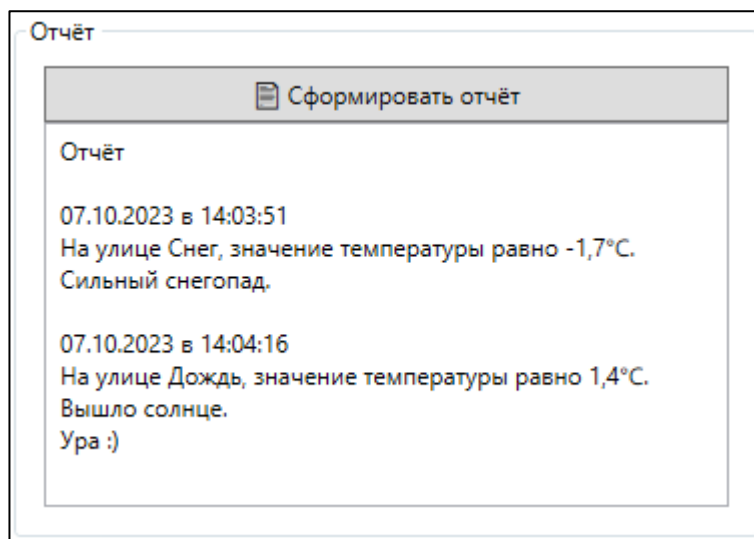 Отчёт
Сформировать отчёт
Отчёт
07.10.2023 в 14:03:51
На улице Снег, значение температуры равно -1,7°C.
Сильный снегопад.
07.10.2023 в 14:04:16
На улице Дождь, значение температуры равно 1,4°C.
Вышло солнце.
Ура :)